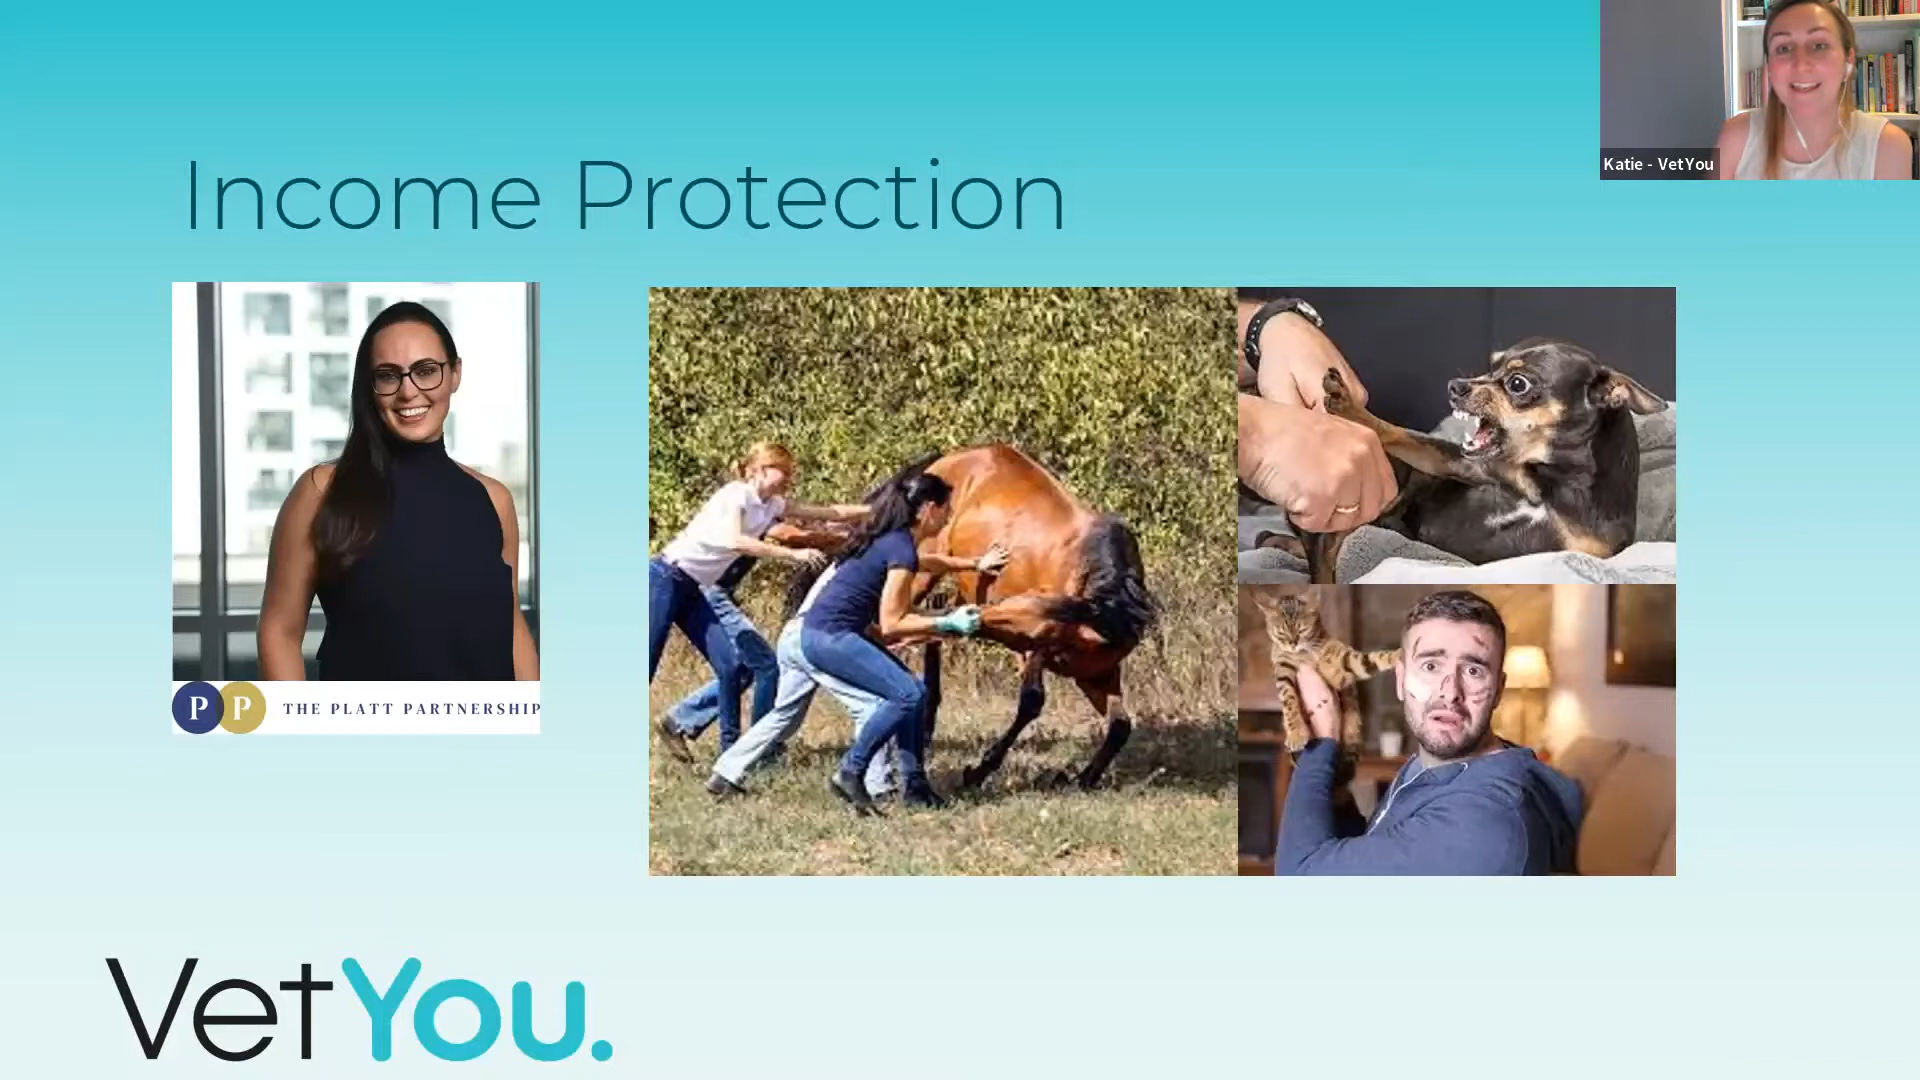 Katie - VetYou
Income Protection
PP THE PLATT PARTNERSHIP
VetYou.